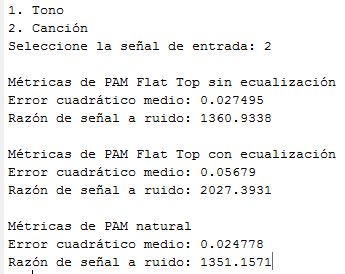 1. Tono
2. Canción
Seleccione la señal de entrada: 2
Métricas de PAM Flat Top sin ecualización
Error cuadrático medio: 0.027495
Razón de señal a ruido: 1360.9338
Métricas de PAM Flat Top con ecualización
Error cuadrático medio: 0.05679
Razón de señal a ruido: 2027.3931
Métricas de PAM natural
Error cuadrático medio: 0.024778
Razón de señal a ruido: 1351.1571